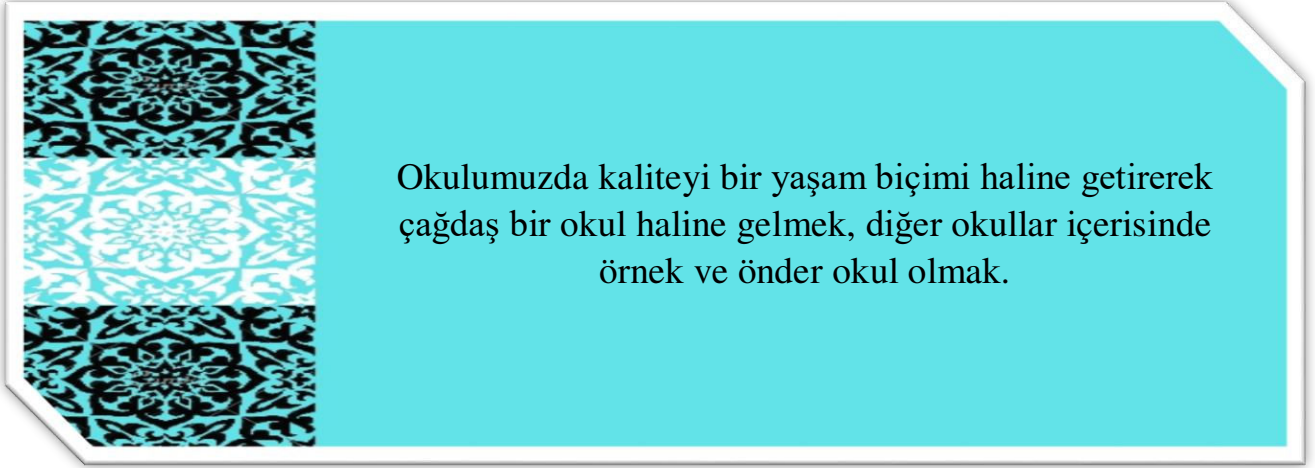 Okulumuzda kaliteyi bir yaşam biçimi haline getirerek
çağdaş bir okul haline gelmek, diğer okullar içerisinde
örnek ve önder okul olmak.